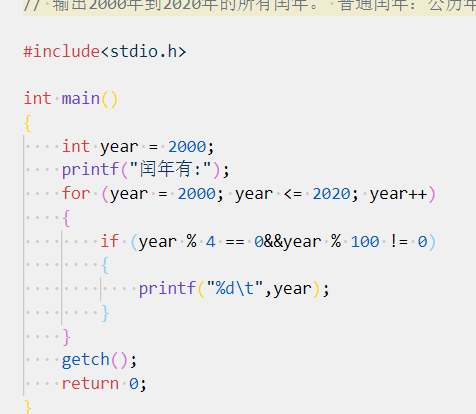 // 输出2000年到2020年的所有闰年。 普通闰年: 公历年
#include<stdio.h>
int main()
{
int year = 2000;
printf("闰年有:");
for (year = 2000; year <= 2020; year++)
{
if (year % 4 == 0&&year % 100 != 0)
{
printf("%d\t",year);
}
}
getch();
return 0;
}